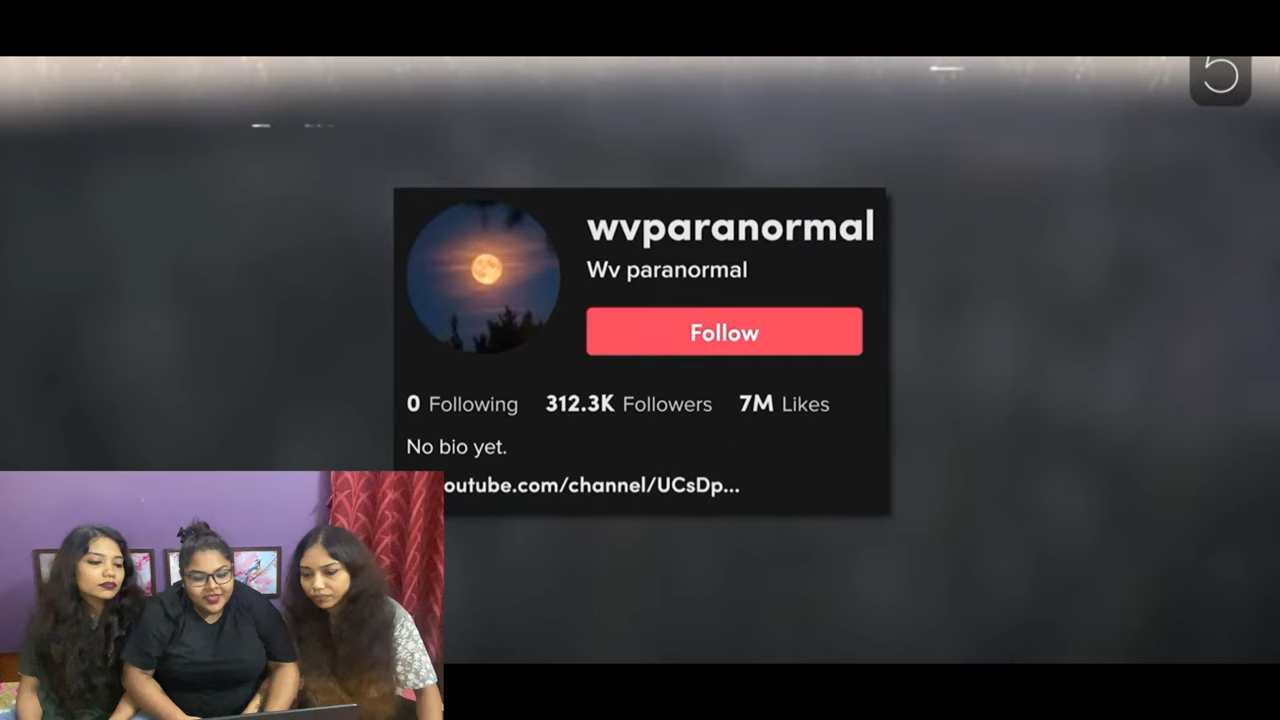 5
wvparanormal
Wv paranormal
Follow
0 Following 312.3K Followers 7M Likes
No bio yet.
outube.com/channel/UCsDp...